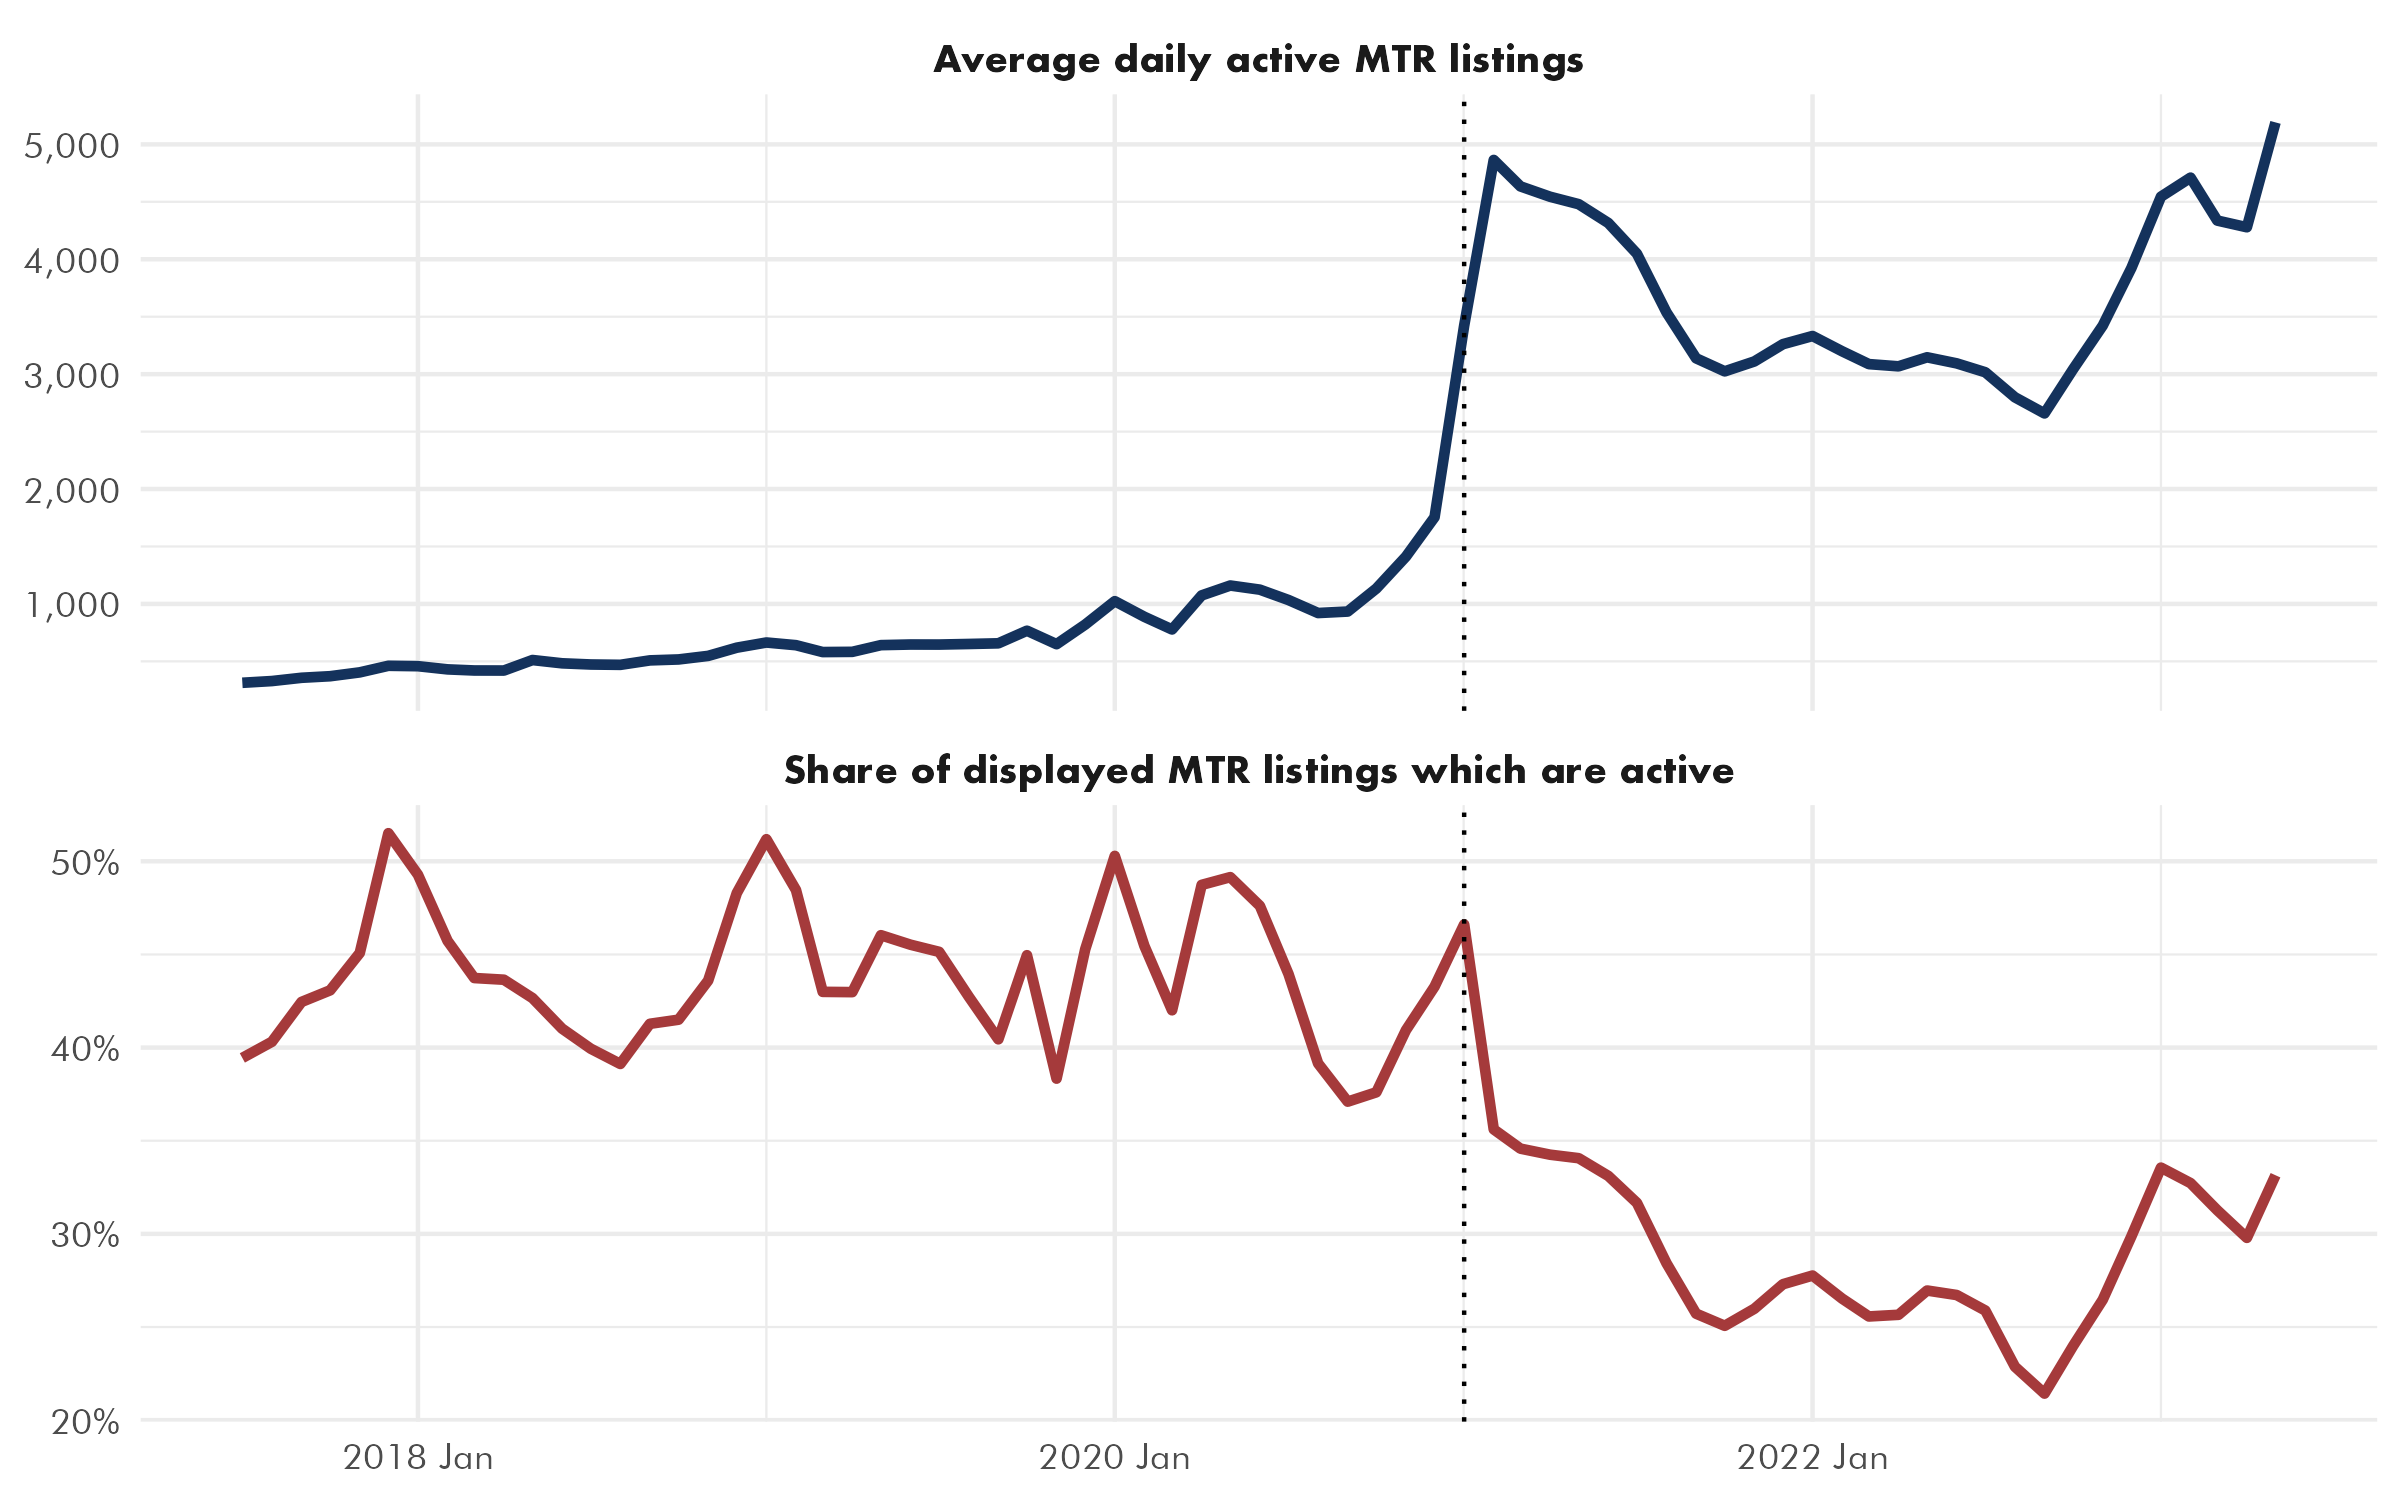 Average daily active MTR listings
5,000
4,000
3,000
2,000
1,000
Share of displayed MTR listings which are active
50%
40%
30%
20%
2018 Jan
2020 Jan
2022 Jan